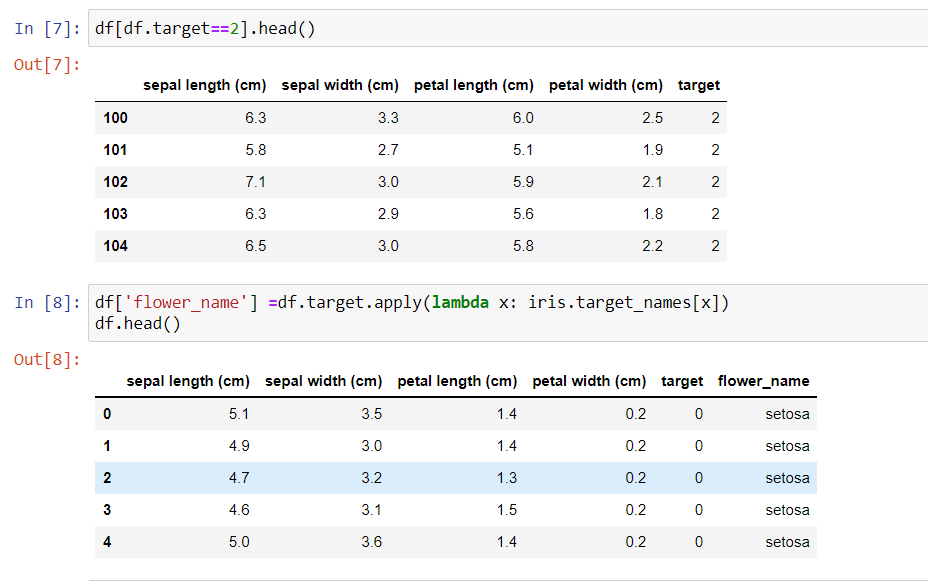 In [7]: df[df.target==2].head()
Out[7]:
sepal length (cm) sepal width (cm) petal length (cm) petal width (cm) target
100 6.3 3.3 6.0 2.5 2
101 5.8 2.7 5.1 1.9 2
102 7.1 3.0 5.9 2.1 2
103 6.3 2.9 5.6 1.8 2
104 6.5 3.0 5.8 2.2 2
In [8]: df['flower_name'] =df.target.apply(lambda x: iris.target_names[x])
df.head()
Out[8]:
sepal length (cm) sepal width (cm) petal length (cm) petal width (cm) target flower_name
0 5.1 3.5 1.4 0.2 0 setosa
1 4.9 3.0 1.4 0.2 0 setosa
2 4.7 3.2 1.3 0.2 0 setosa
3 4.6 3.1 1.5 0.2 0 setosa
4 5.0 3.6 1.4 0.2 0 setosa